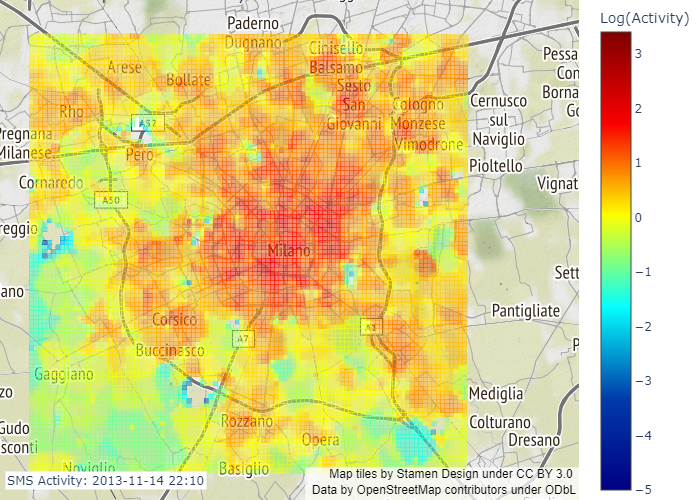 Paderno
Dugnano
Cinisello
Balsamo
Arese
Bollate
Sesto
San
Giovanni
Cologno
Monzese
Rho
A52
Pero
Vimodrone
Cernusco
sul
Naviglio
Pioltello
Pessa
Con
Borna
Go
Pregnana
Milanese
Cornaredo
A50
Vignat
reggio
Milano
Sett
ano
Pantigliate
Corsico
A7
A1
Buccinasco
Gaggiano
Mediglia
Rozzano
Colturano
Dresano
Opera
zo
Gudo
sconti
Noviglio
Basiglio
P
SMS Activity: 2013-11-14 22:10
Map tiles by Stamen Design under CC BY 3.0
Data by OpenStreetMap contributors under ODbL
Log(Activity)
3
2
1
0
−1
−2
−3
−4
−5